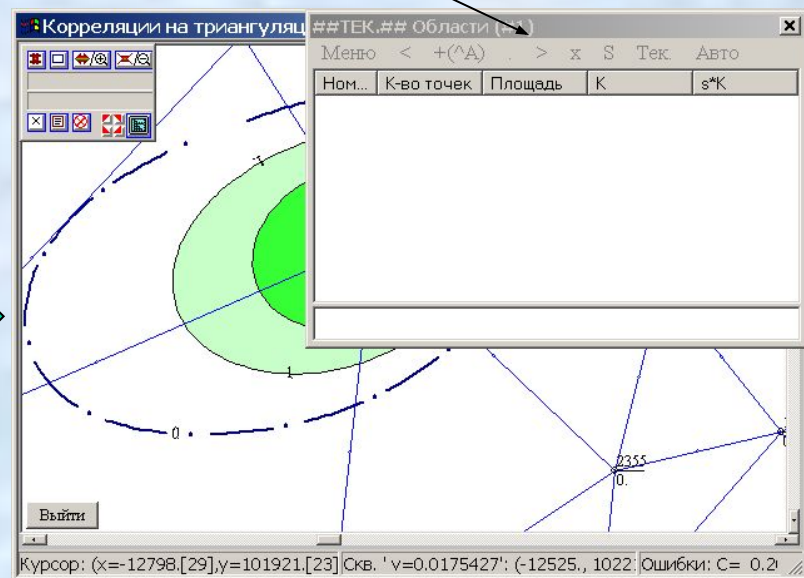 Корреляции на триангуляц
##ТЕК.## Области (#1)
Меню < +(^A) . > x S Тек. Авто
Ном... К-во точек Площадь K s*K
1
1
0
2355
0.
Выйти
Курсор: (x=-12798.[29],y=101921.[23] Скв. ' v=0.0175427': (-12525., 1022 Ошибки: C= 0.2